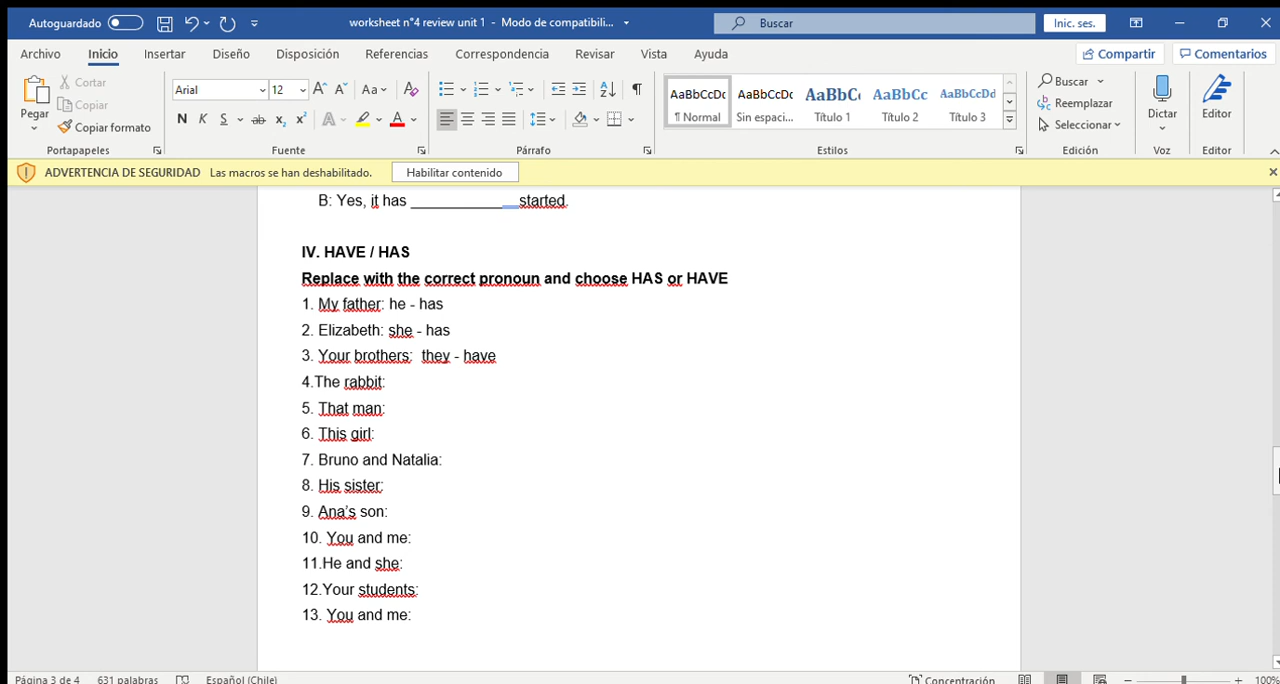 Autoguardado
worksheet n°4 review unit 1 - Modo de compatibili...
Buscar
Inic. ses.
Archivo Inicio Insertar Diseño Disposición Referencias Correspondencia Revisar Vista Ayuda
Compartir Comentarios
Pegar
Cortar
Copiar
Copiar formato
Portapapeles
Arial 12
N K S ab x₂ x²
Fuente
Párrafo
AaBbCcDc ¶ Normal
AaBbCcDc Sin espaci...
AaBbCc Título 1
AaBbCc Título 2
AaBbCcDd Título 3
Estilos
Buscar
Reemplazar
Seleccionar
Edición
Dictar
Voz
Editor
Editor
ADVERTENCIA DE SEGURIDAD Las macros se han deshabilitado. Habilitar contenido
B: Yes, it has ______________started.
IV. HAVE / HAS
Replace with the correct pronoun and choose HAS or HAVE
1. My father: he - has
2. Elizabeth: she - has
3. Your brothers: they - have
4.The rabbit:
5. That man:
6. This girl:
7. Bruno and Natalia:
8. His sister:
9. Ana's son:
10. You and me:
11.He and she:
12.Your students:
13. You and me:
Página 3 de 4 631 palabras Español (Chile) Concentración 100%